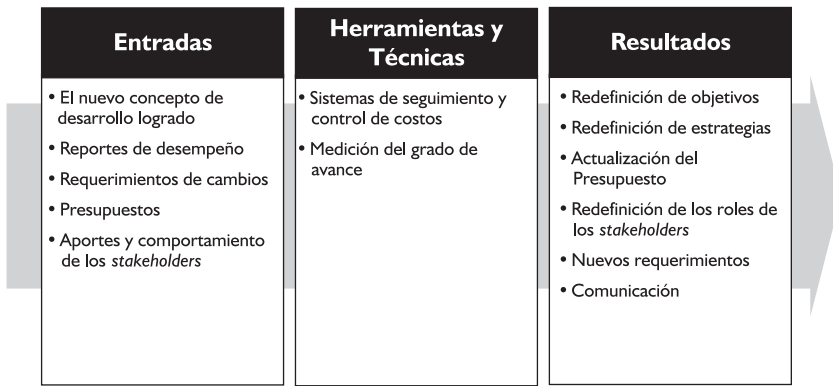 Entradas
• El nuevo concepto de
desarrollo logrado
• Reportes de desempeño
• Requerimientos de cambios
• Presupuestos
• Aportes y comportamiento
de los stakeholders
Herramientas y
Técnicas
• Sistemas de seguimiento y
control de costos
• Medición del grado de
avance
Resultados
• Redefinición de objetivos
• Redefinición de estrategias
• Actualización del
Presupuesto
• Redefinición de los roles de
los stakeholders
• Nuevos requerimientos
• Comunicación